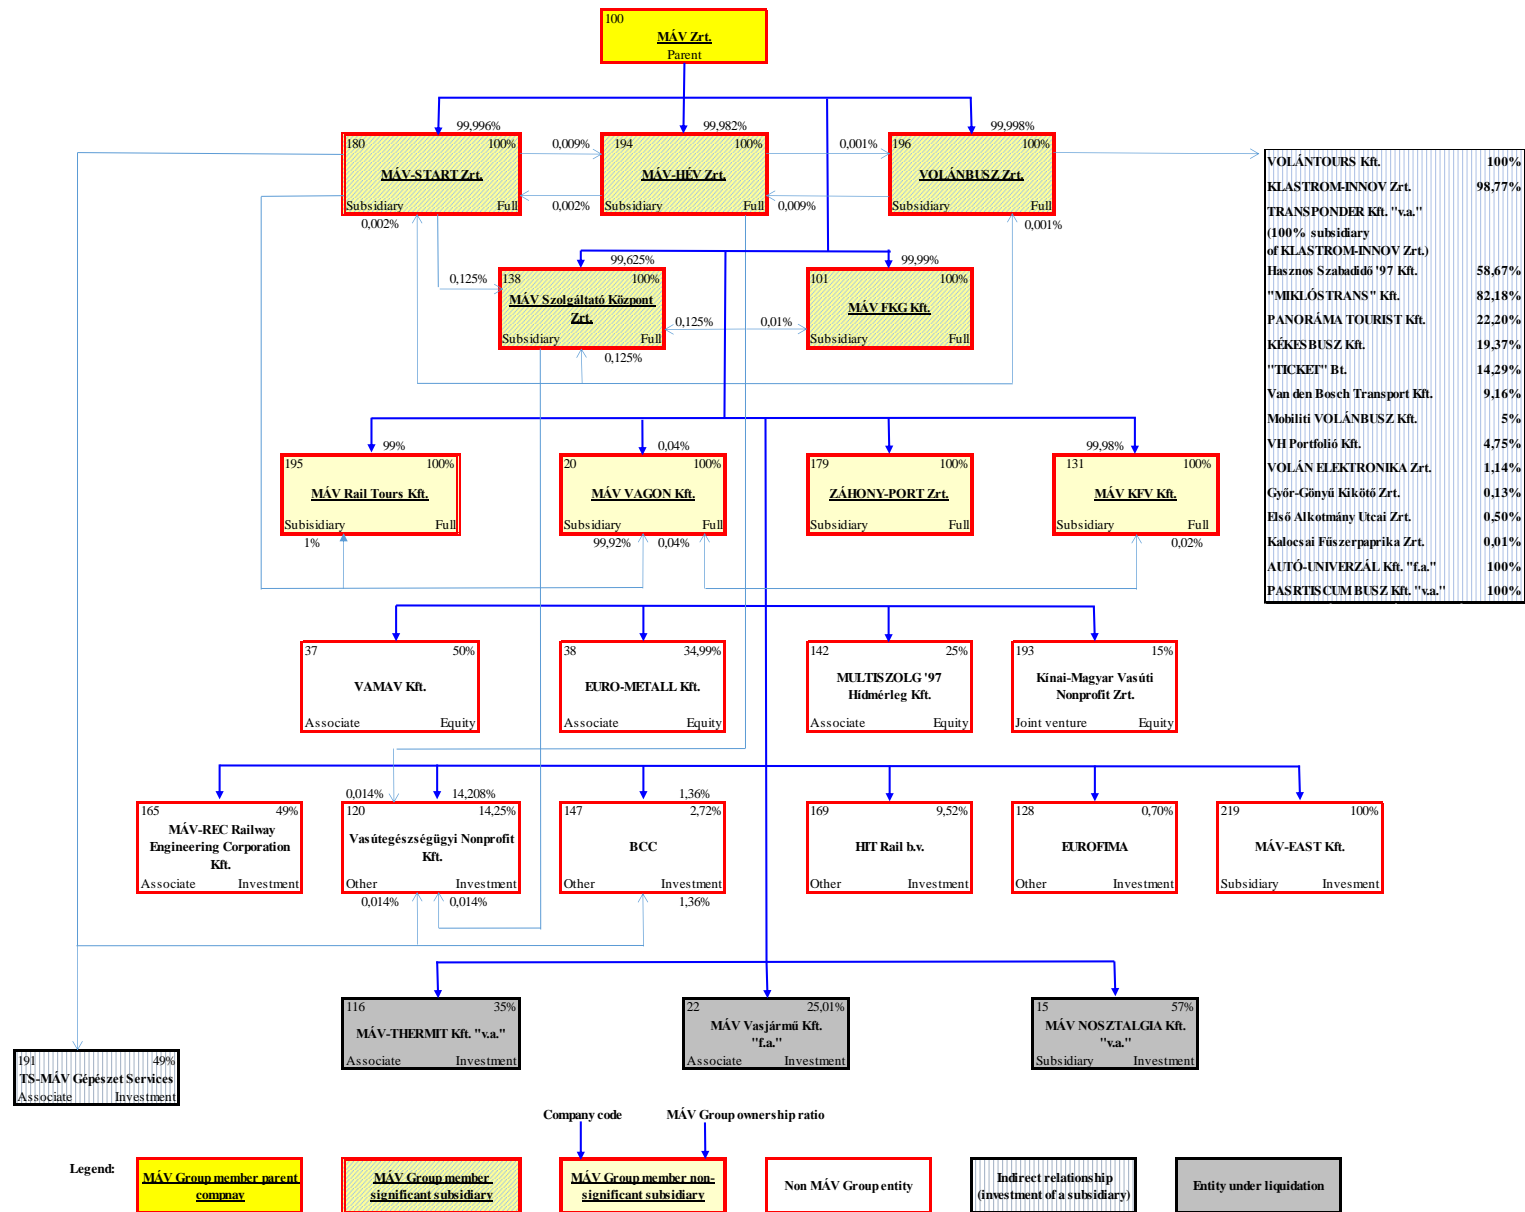 100
MÁV Zrt.
Parent
99,996%
99,982%
99,998%
180 100%
MÁV-START Zrt.
Subsidiary Full
0,009%
0,002%
194 100%
MÁV-HÉV Zrt.
Subsidiary Full
0,001%
0,009%
196 100%
VOLÁNBUSZ Zrt.
Subsidiary Full
0,002%
0,001%
VOLÁNTOURS Kft. 100%
KLASTROM-INNOV Zrt. 98,77%
TRANSPONDER Kft. "v.a."
(100% subsidiary
of KLASTROM-INNOV Zrt.)
Hasznos Szabadidő '97 Kft. 58,67%
"MIKLÓSTRANS" Kft. 82,18%
PANORÁMA TOURIST Kft. 22,20%
KÉKESBUSZ Kft. 19,37%
"TICKET" Bt. 14,29%
Van den Bosch Transport Kft. 9,16%
Mobiliti VOLÁNBUSZ Kft. 5%
VH Portfolió Kft. 4,75%
VOLÁN ELEKTRONIKA Zrt. 1,14%
Győr-Gönyű Kikötő Zrt. 0,13%
Első Alkotmány Utcai Zrt. 0,50%
Kalocsai Fűszerpaprika Zrt. 0,01%
AUTÓ-UNIVERZÁL Kft. "f.a." 100%
PASRTISCUM BUSZ Kft. "v.a." 100%
99,625%
99,99%
0,125%
138 100%
MÁV Szolgáltató Központ
Zrt.
Subsidiary Full
0,125%
0,01%
101 100%
MÁV FKG Kft.
Subsidiary Full
0,125%
99%
0,04%
99,98%
195 100%
MÁV Rail Tours Kft.
Subisidiary Full
1%
20 100%
MÁV VAGON Kft.
Subsidiary Full
99,92%
0,04%
179 100%
ZÁHONY-PORT Zrt.
Subsidiary Full
131 100%
MÁV KFV Kft.
Subsidiary Full
0,02%
37 50%
VAMAV Kft.
Associate Equity
38 34,99%
EURO-METALL Kft.
Associate Equity
142 25%
MULTISZOLG '97
Hídmérleg Kft.
Associate Equity
193 15%
Kínai-Magyar Vasúti
Nonprofit Zrt.
Joint venture Equity
0,014%
14,208%
1,36%
165 49%
MÁV-REC Railway
Engineering Corporation
Kft.
Associate Investment
120 14,25%
Vasútegészségügyi Nonprofit
Kft.
Other Investment
0,014%
0,014%
147 2,72%
BCC
Other Investment
1,36%
169 9,52%
HIT Rail b.v.
Other Investment
128 0,70%
EUROFIMA
Other Investment
219 100%
MÁV-EAST Kft.
Subsidiary Invesment
116 35%
MÁV-THERMIT Kft. "v.a."
Associate Investment
22 25,01%
MÁV Vasjármű Kft.
"f.a."
Associate Investment
15 57%
MÁV NOSZTALGIA Kft.
"v.a."
Subsidiary Investment
191 49%
TS-MÁV Gépészet Services
Associate Investment
Company code
MÁV Group ownership ratio
Legend:
MÁV Group member parent
compnay
MÁV Group member
significant subsidiary
MÁV Group member non-
significant subsidiary
Non MÁV Group entity
Indirect relationship
(investment of a subsidiary)
Entity under liquidation